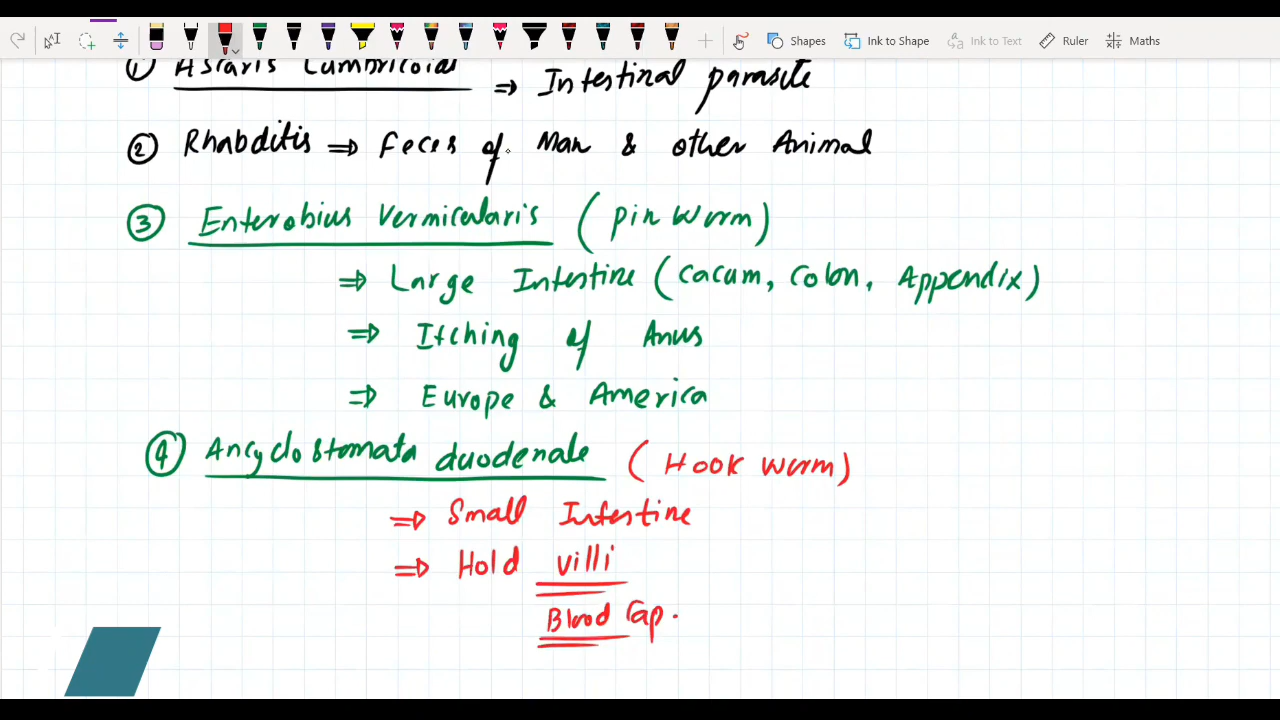 Shapes Ink to Shape Ink to Text Ruler Maths
① Ascaris Lumbricoid ⇒ Intestinal parasite
② Rhabditis ⇒ Feces of Man & other Animal
③ Enterobius Vermicularis (Pin Worm)
⇒ Large Intestine (Cacum, Colon, Appendix)
⇒ Itching of Anus
⇒ Europe & America
④ Ancyclostomata duodenale (Hook worm)
⇒ Small Intestine
⇒ Hold villi
Blood Cap.